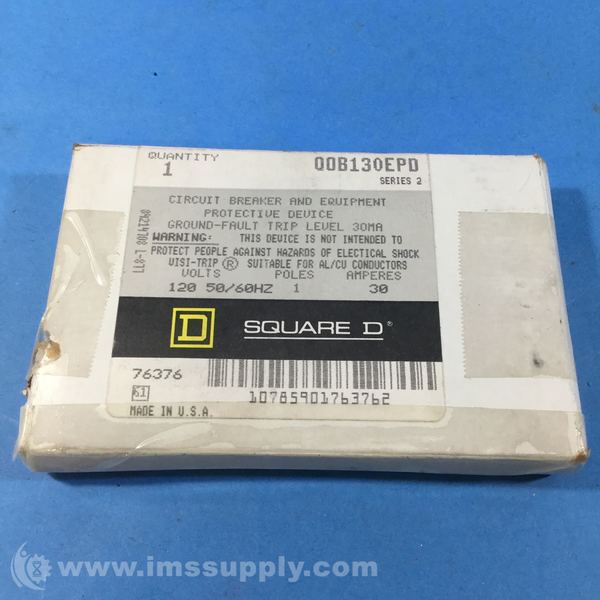 QUANTITY
1
QOB130EPD
SERIES 2
CIRCUIT BREAKER AND EQUIPMENT
PROTECTIVE DEVICE
GROUND-FAULT TRIP LEVEL 30MA
WARNING: THIS DEVICE IS NOT INTENDED TO
PROTECT PEOPLE AGAINST HAZARDS OF ELECTICAL SHOCK
VISI-TRIP ® SUITABLE FOR AL/CU CONDUCTORS
VOLTS POLES AMPERES
120 50/60HZ 1 30
D SQUARE D®
76376
10785901763762
MADE IN U.S.A.
www.imssupply.com